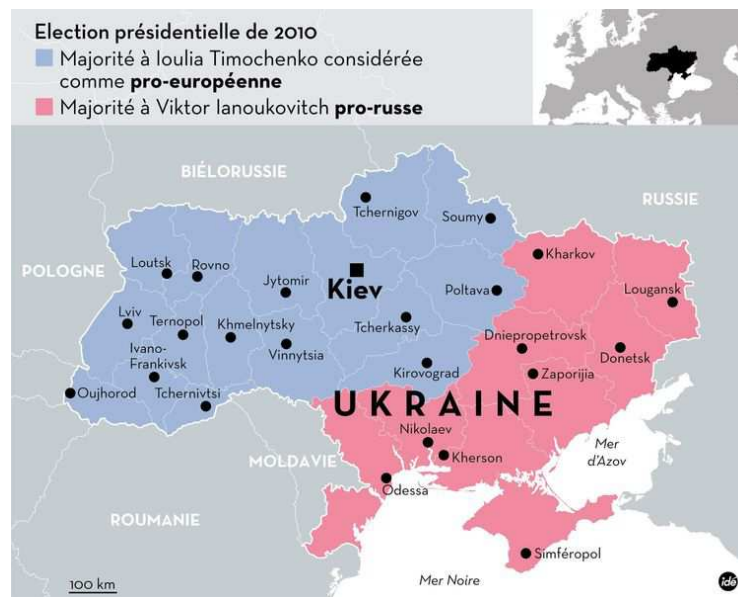 Election présidentielle de 2010
Majorité à Ioulia Timochenko considérée
comme pro-européenne
Majorité à Viktor Ianoukovitch pro-russe
BIÉLORUSSIE
RUSSIE
Tchernigov
Soumy
POLOGNE
Loutsk
Rovno
Jytomir
Kiev
Kharkov
Poltava
Lougansk
Lviv
Ternopol
Khmelnytsky
Tcherkassy
Vinnytsia
Dniepropetrovsk
Donetsk
Ivano-
Frankivsk
Kirovograd
Zaporijia
Oujhorod
Tchernivtsi
UKRAINE
Nikolaev
Kherson
Mer
d'Azov
MOLDAVIE
Odessa
ROUMANIE
Simféropol
100 km
Mer Noire
idé